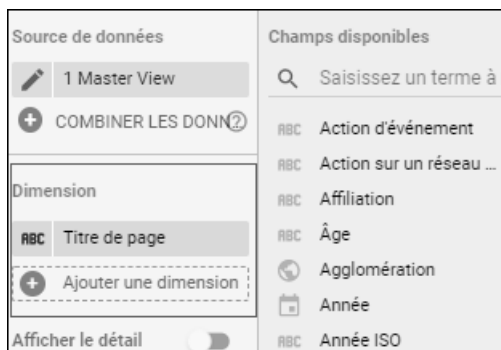 Source de données
1 Master View
COMBINER LES DONN
Dimension
ABC Titre de page
Ajouter une dimension
Afficher le détail
Champs disponibles
Saisissez un terme à
ABC Action d'événement
ABC Action sur un réseau ...
ABC Affiliation
ABC Âge
Agglomération
Année
ABC Année ISO